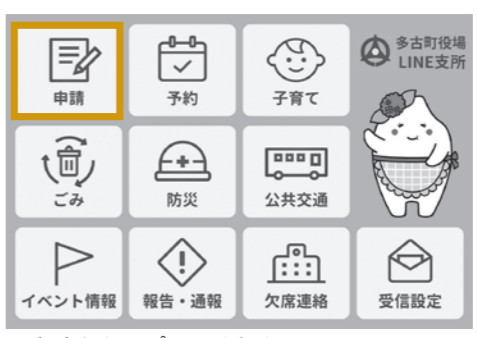 申請
予約
子育て
多古町役場
LINE支所
ごみ
防災
公共交通
イベント情報
報告・通報
欠席連絡
受信設定